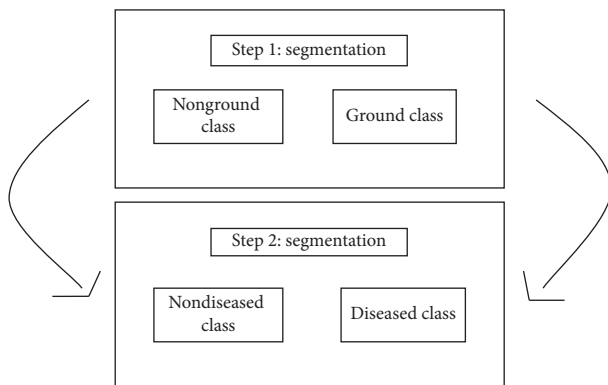 Step 1: segmentation
Nonground
class
Ground class
Step 2: segmentation
Nondiseased
class
Diseased class